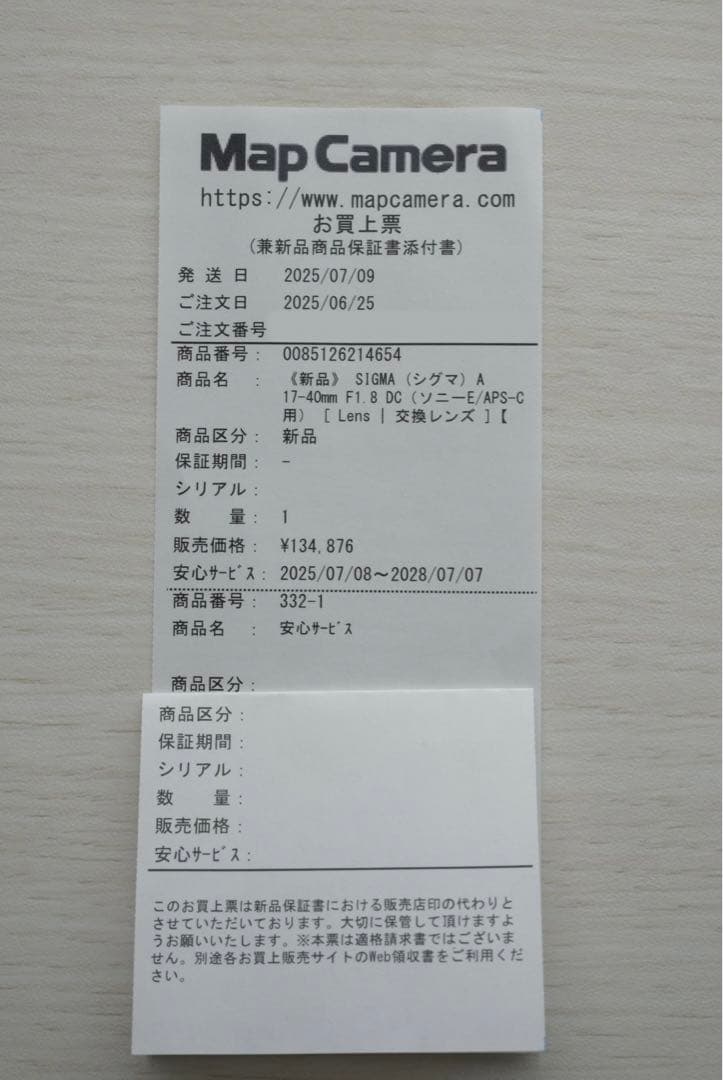 Map Camera
https://www.mapcamera.com
お買上票
(兼新品商品保証書添付書)
発 送 日 2025/07/09
ご注文日 2025/06/25
ご注文番号
商品番号: 0085126214654
商品名 : 《新品》 SIGMA (シグマ) A
17-40mm F1.8 DC (ソニーE/APS-C
用) [ Lens | 交換レンズ ]【
商品区分: 新品
保証期間: -
シリアル:
数 量: 1
販売価格: ¥134,876
安心ｻｰﾋﾞｽ: 2025/07/08～2028/07/07
商品番号: 332-1
商品名 : 安心ｻｰﾋﾞｽ
商品区分:
商品区分:
保証期間:
シリアル:
数 量:
販売価格:
安心ｻｰﾋﾞｽ:
このお買上票は新品保証書における販売店印の代わりと
させていただいております。大切に保管して頂けますよ
うお願いいたします。※本票は適格請求書ではございま
せん。別途各お買上販売サイトのWeb領収書をご利用くだ
さい。